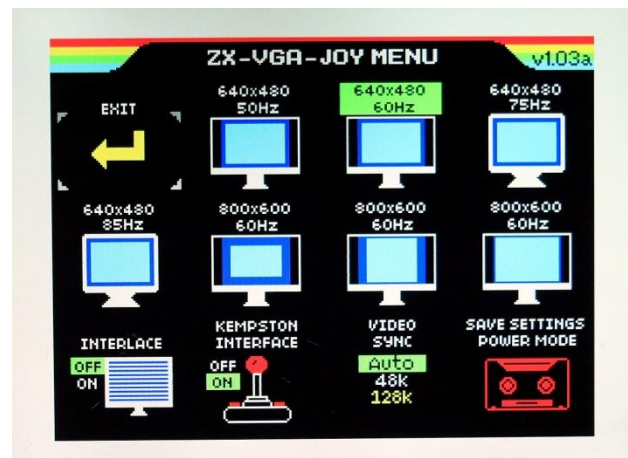 ZX-VGA-JOY MENU
v1.03a
EXIT
640x480
50Hz
640x480
60Hz
640x480
75Hz
640x480
85Hz
800x600
60Hz
800x600
60Hz
800x600
60Hz
INTERLACE
OFF
ON
KEMPSTON
INTERFACE
OFF
ON
VIDEO
SYNC
Auto
48k
128k
SAVE SETTINGS
POWER MODE